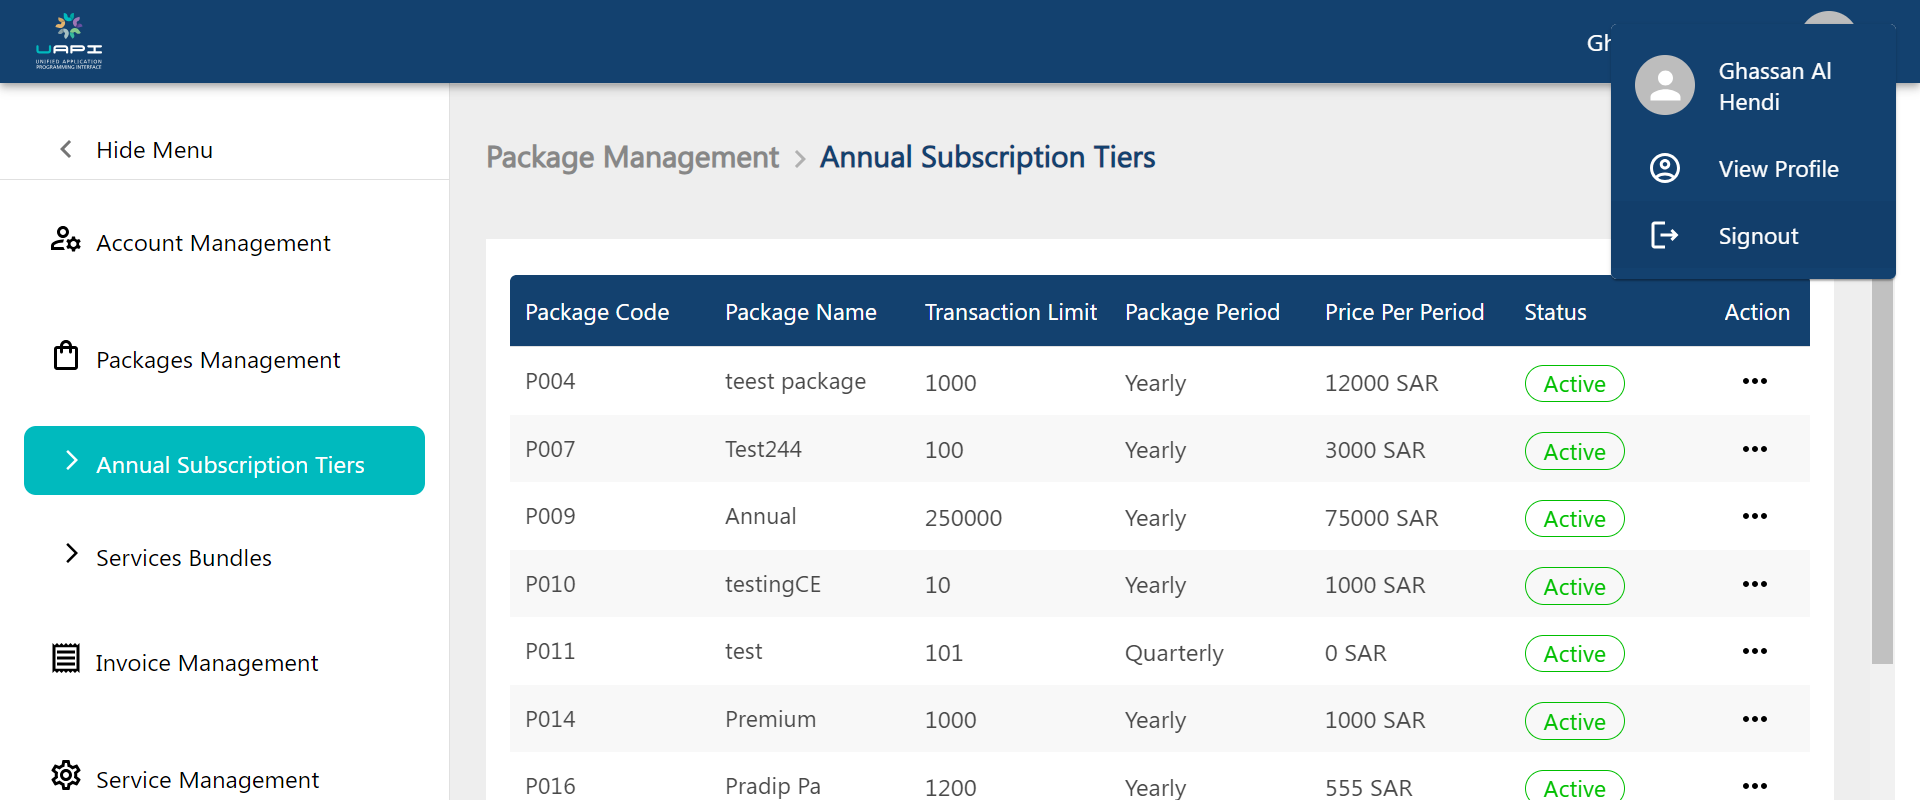 UAPI
UNIFIED APPLICATION
PROGRAMMING INTERFACE
Gh
Ghassan Al
Hendi
View Profile
Signout
Hide Menu
Account Management
Packages Management
Annual Subscription Tiers
Services Bundles
Invoice Management
Service Management
Package Management > Annual Subscription Tiers
Package Code Package Name Transaction Limit Package Period Price Per Period Status Action
P004 teest package 1000 Yearly 12000 SAR Active
P007 Test244 100 Yearly 3000 SAR Active
P009 Annual 250000 Yearly 75000 SAR Active
P010 testingCE 10 Yearly 1000 SAR Active
P011 test 101 Quarterly 0 SAR Active
P014 Premium 1000 Yearly 1000 SAR Active
P016 Pradip Pa 1200 Yearly 555 SAR Active